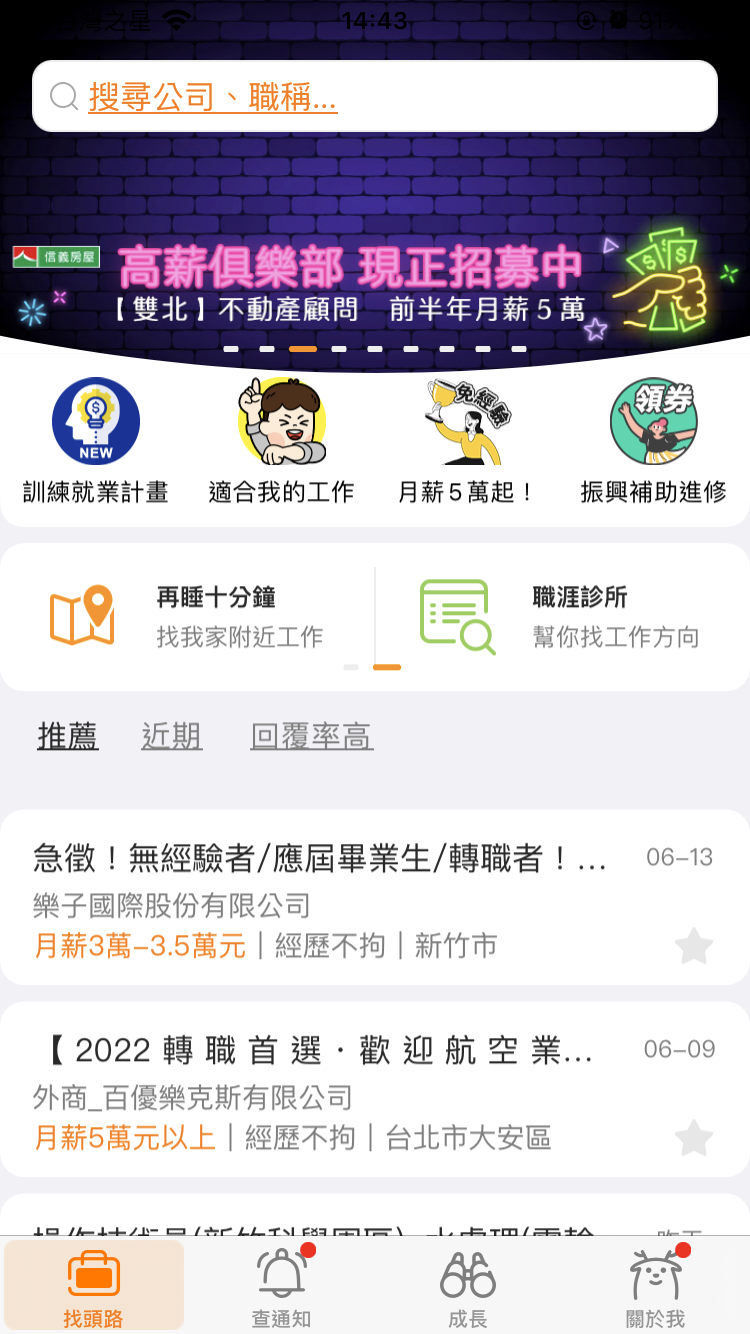 14:43
搜尋公司、職稱...
信義房屋
高薪俱樂部 現正招募中
【雙北】不動產顧問 前半年月薪5萬
NEW
免經驗
領券
訓練就業計畫
適合我的工作
月薪5萬起！
振興補助進修
再睡十分鐘
找我家附近工作
職涯診所
幫你找工作方向
推薦
近期
回覆率高
急徵！無經驗者/應屆畢業生/轉職者！...
06-13
樂子國際股份有限公司
月薪3萬-3.5萬元｜經歷不拘｜新竹市
【 2022 轉 職 首 選 · 歡 迎 航 空 業...
06-09
外商_百優樂克斯有限公司
月薪5萬元以上｜經歷不拘｜台北市大安區
找頭路
查通知
成長
關於我